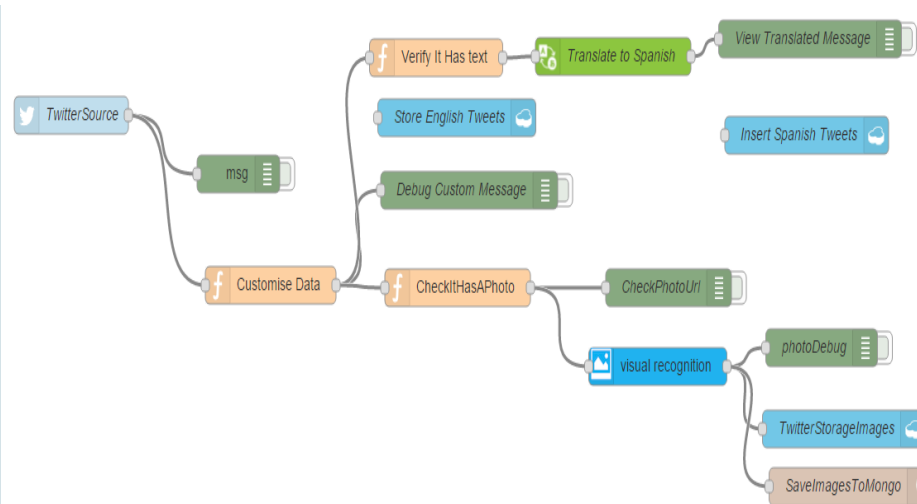 Verify It Has text
Translate to Spanish
View Translated Message
TwitterSource
Store English Tweets
Insert Spanish Tweets
msg
Debug Custom Message
Customise Data
CheckItHasAPhoto
CheckPhotoUrl
visual recognition
photoDebug
TwitterStorageImages
SaveImagesToMongo